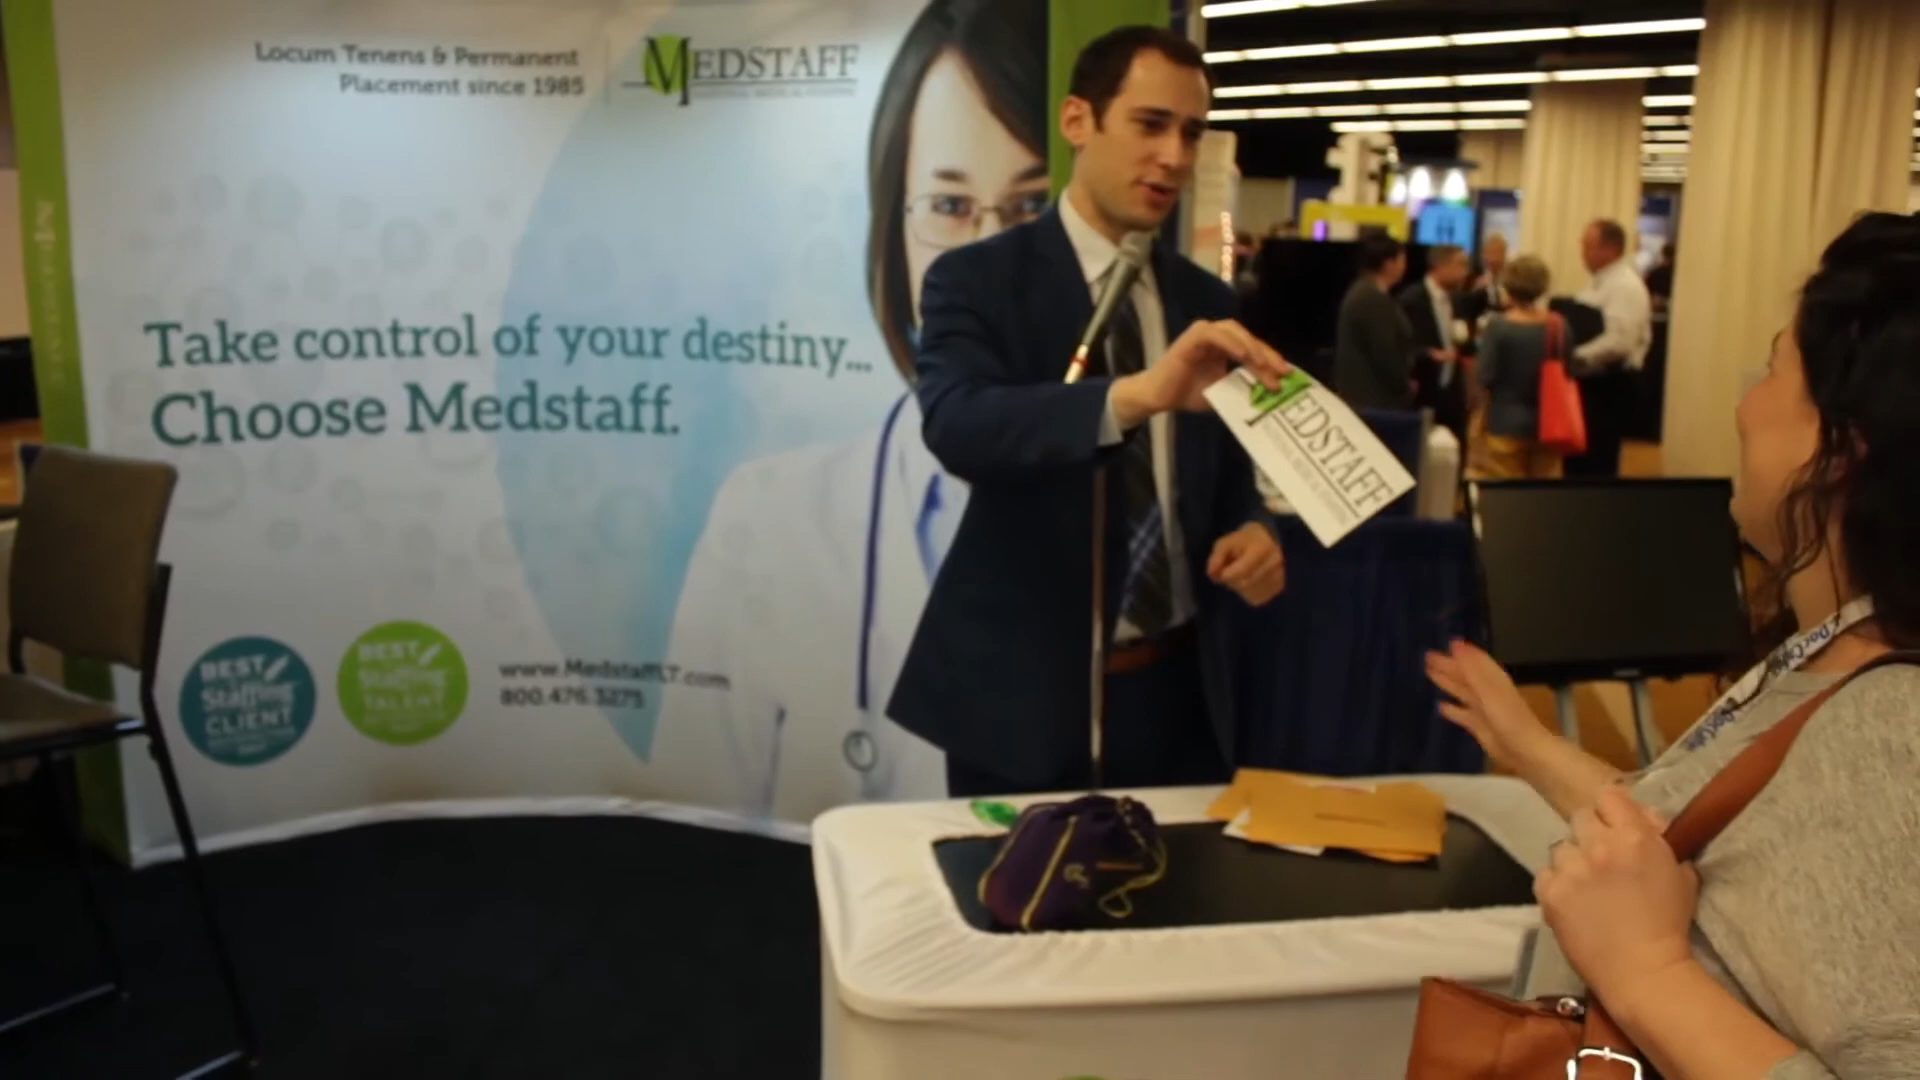 Locum Tenens & Permanent
Placement since 1985
MEDSTAFF
Take control of your destiny...
Choose Medstaff.
BEST
Staffing
CLIENT
BEST
Staffing
TALENT
www.MedstaffLT.com
800.476.3275
MEDSTAFF